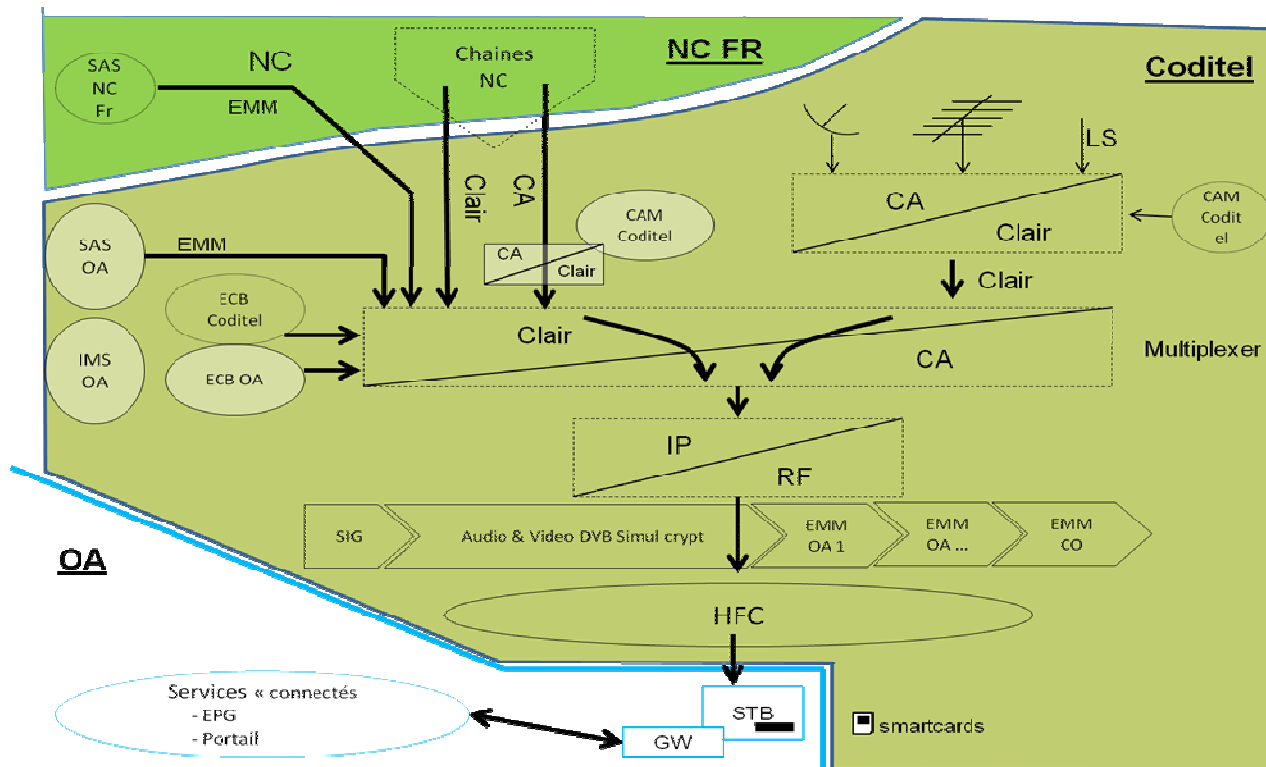 NC FR
Chaines
NC
SAS
NC
Fr
NC
EMM
Coditel
LS
Clair
CA
CAM
Coditel
CA
Clair
CA
Clair
CAM
Codit
el
SAS
OA
EMM
Clair
ECB
Coditel
Clair
CA
Multiplexer
IMS
OA
ECB OA
IP
RF
SIG
Audio & Video DVB Simul crypt
EMM
OA 1
EMM
OA ...
EMM
CO
OA
HFC
Services « connectés
- EPG
- Portail
STB
GW
smartcards